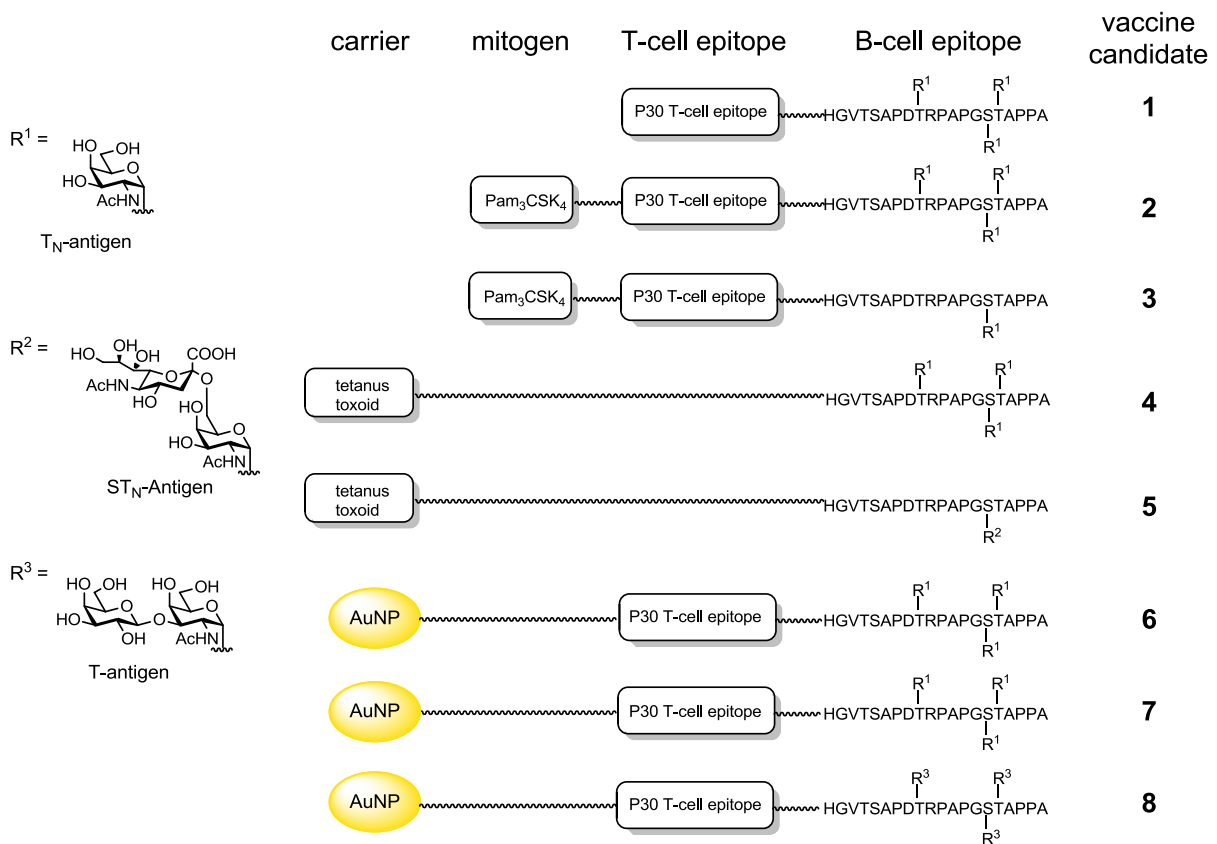 carrier mitogen T-cell epitope B-cell epitope vaccine candidate
R¹ =
HO OH
O
HO
AcHN
T_N-antigen
P30 T-cell epitope
R¹ R¹
HGVTSAPDTRPAPGSTAPPA
R¹
1
Pam₃CSK₄
P30 T-cell epitope
R¹ R¹
HGVTSAPDTRPAPGSTAPPA
R¹
2
Pam₃CSK₄
P30 T-cell epitope
HGVTSAPDTRPAPGSTAPPA
R¹
3
R² =
HO OH OH COOH
O
AcHN
HO
O
HO
O
HO
AcHN
ST_N-Antigen
tetanus
toxoid
R¹ R¹
HGVTSAPDTRPAPGSTAPPA
R¹
4
tetanus
toxoid
HGVTSAPDTRPAPGSTAPPA
R²
5
R³ =
HO OH HO OH
O O
HO O
OH AcHN
T-antigen
AuNP
P30 T-cell epitope
R¹ R¹
HGVTSAPDTRPAPGSTAPPA
R¹
6
AuNP
P30 T-cell epitope
R¹ R¹
HGVTSAPDTRPAPGSTAPPA
R¹
7
AuNP
P30 T-cell epitope
R³ R³
HGVTSAPDTRPAPGSTAPPA
R³
8